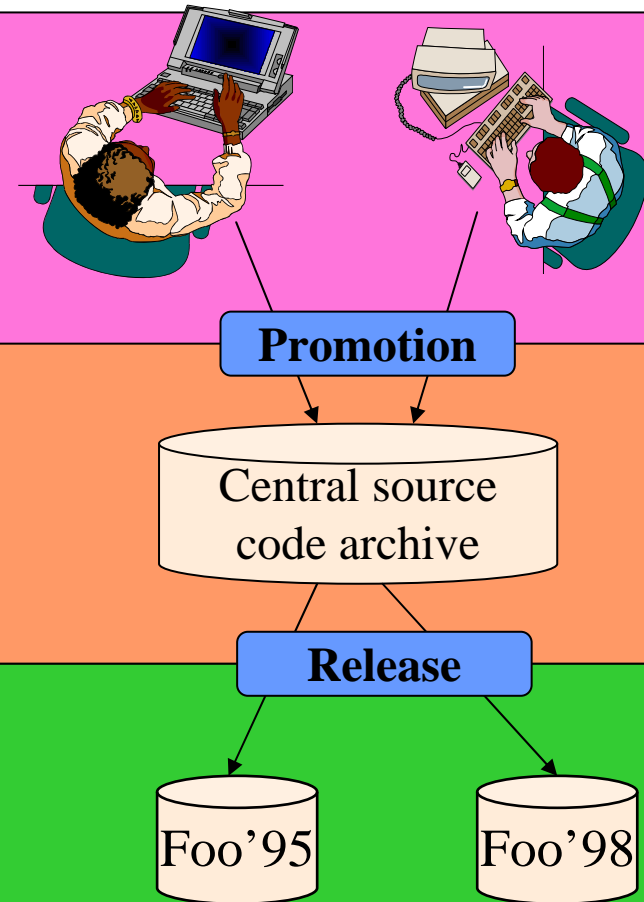 Promotion
Central source
code archive
Release
Foo’95
Foo’98